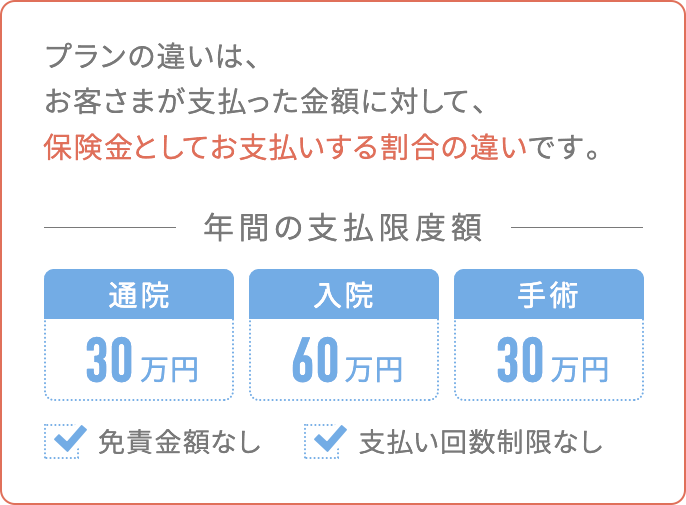 プランの違いは、
お客さまが支払った金額に対して、
保険金としてお支払いする割合の違いです。
年間の支払限度額
通院 入院 手術
30万円 60万円 30万円
免責金額なし 支払い回数制限なし